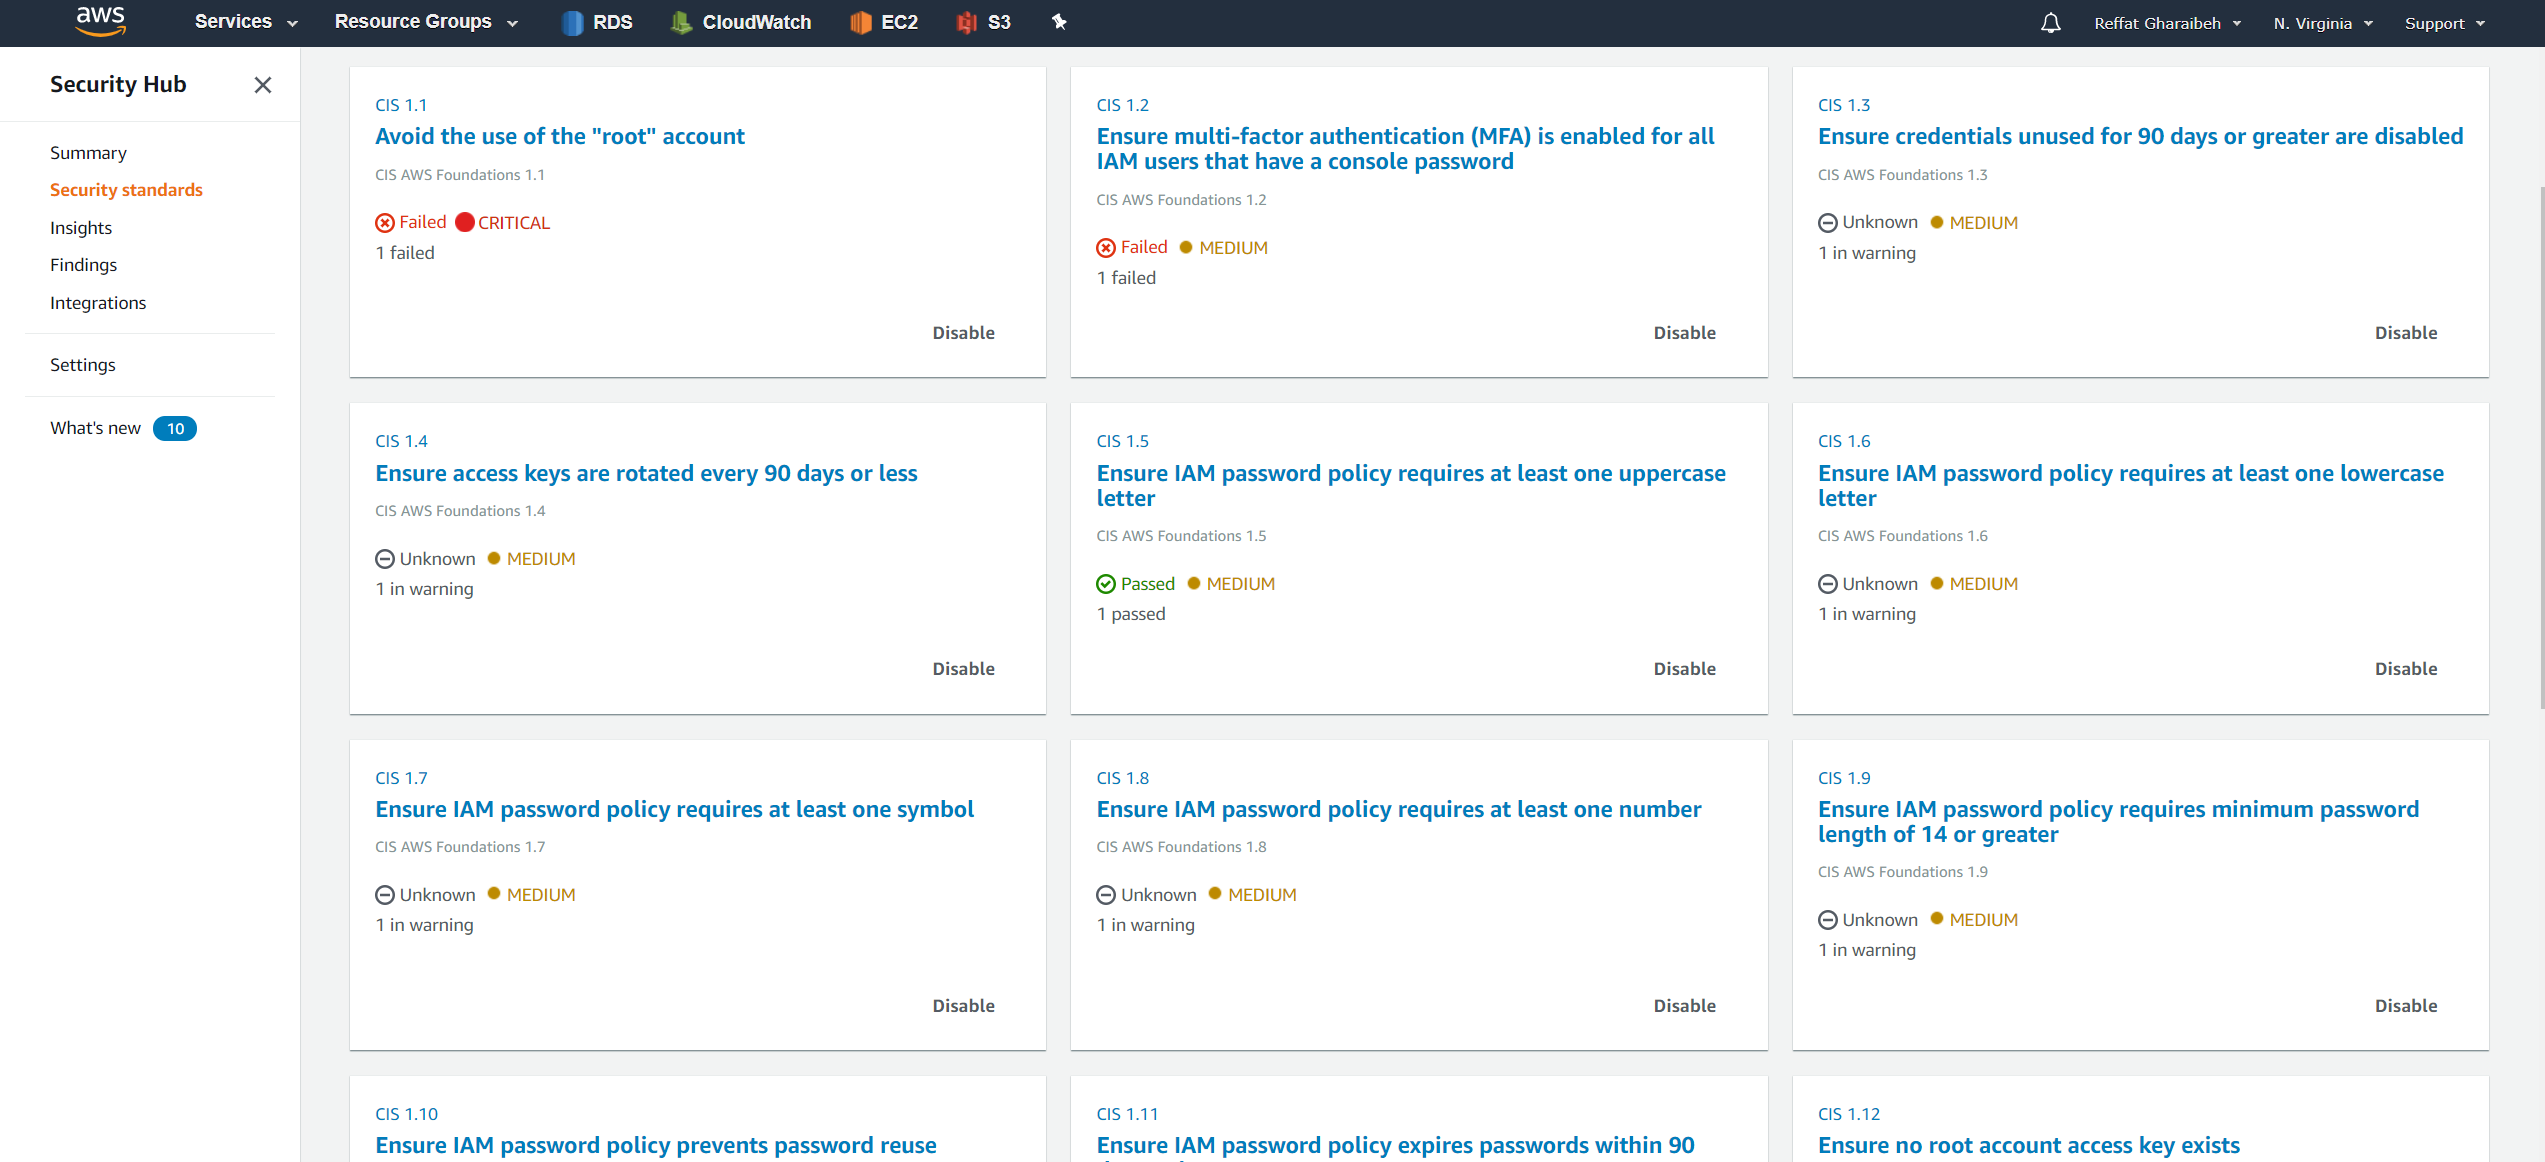 aws Services Resource Groups RDS CloudWatch EC2 S3 Reffat Gharaibeh N. Virginia Support
Security Hub
Summary
Security standards
Insights
Findings
Integrations
Settings
What's new 10
CIS 1.1
Avoid the use of the "root" account
CIS AWS Foundations 1.1
Failed CRITICAL
1 failed
Disable
CIS 1.2
Ensure multi-factor authentication (MFA) is enabled for all
IAM users that have a console password
CIS AWS Foundations 1.2
Failed MEDIUM
1 failed
Disable
CIS 1.3
Ensure credentials unused for 90 days or greater are disabled
CIS AWS Foundations 1.3
Unknown MEDIUM
1 in warning
Disable
CIS 1.4
Ensure access keys are rotated every 90 days or less
CIS AWS Foundations 1.4
Unknown MEDIUM
1 in warning
Disable
CIS 1.5
Ensure IAM password policy requires at least one uppercase
letter
CIS AWS Foundations 1.5
Passed MEDIUM
1 passed
Disable
CIS 1.6
Ensure IAM password policy requires at least one lowercase
letter
CIS AWS Foundations 1.6
Unknown MEDIUM
1 in warning
Disable
CIS 1.7
Ensure IAM password policy requires at least one symbol
CIS AWS Foundations 1.7
Unknown MEDIUM
1 in warning
Disable
CIS 1.8
Ensure IAM password policy requires at least one number
CIS AWS Foundations 1.8
Unknown MEDIUM
1 in warning
Disable
CIS 1.9
Ensure IAM password policy requires minimum password
length of 14 or greater
CIS AWS Foundations 1.9
Unknown MEDIUM
1 in warning
Disable
CIS 1.10
Ensure IAM password policy prevents password reuse
CIS 1.11
Ensure IAM password policy expires passwords within 90
CIS 1.12
Ensure no root account access key exists